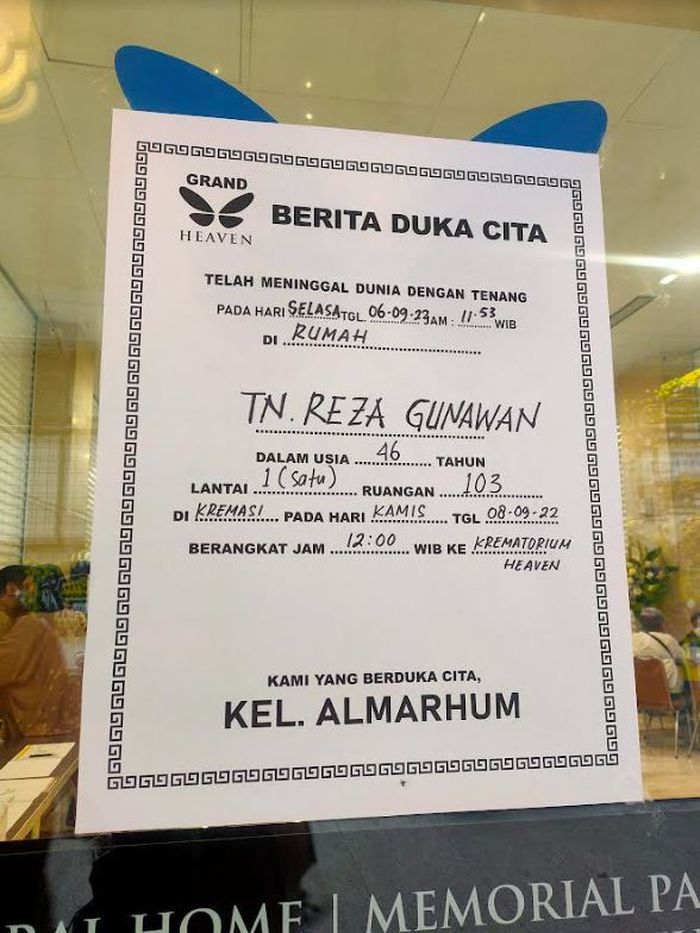 GRAND
HEAVEN
BERITA DUKA CITA
TELAH MENINGGAL DUNIA DENGAN TENANG
PADA HARI SELASA TGL. 06-09-23 JAM : 11.53 WIB
DI RUMAH
TN. REZA GUNAWAN
DALAM USIA 46 TAHUN
LANTAI 1 (satu) RUANGAN 103
DI KREMASI PADA HARI KAMIS TGL 08-09-22
BERANGKAT JAM 12:00 WIB KE KREMATORIUM
HEAVEN
KAMI YANG BERDUKA CITA,
KEL. ALMARHUM
RAL HOME | MEMORIAL PA